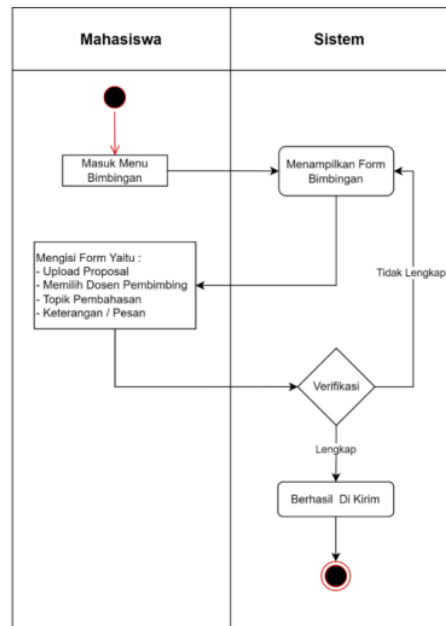 Mahasiswa
Sistem
Masuk Menu
Bimbingan
Menampilkan Form
Bimbingan
Mengisi Form Yaitu :
- Upload Proposal
- Memilih Dosen Pembimbing
- Topik Pembahasan
- Keterangan / Pesan
Tidak Lengkap
Verifikasi
Lengkap
Berhasil Di Kirim